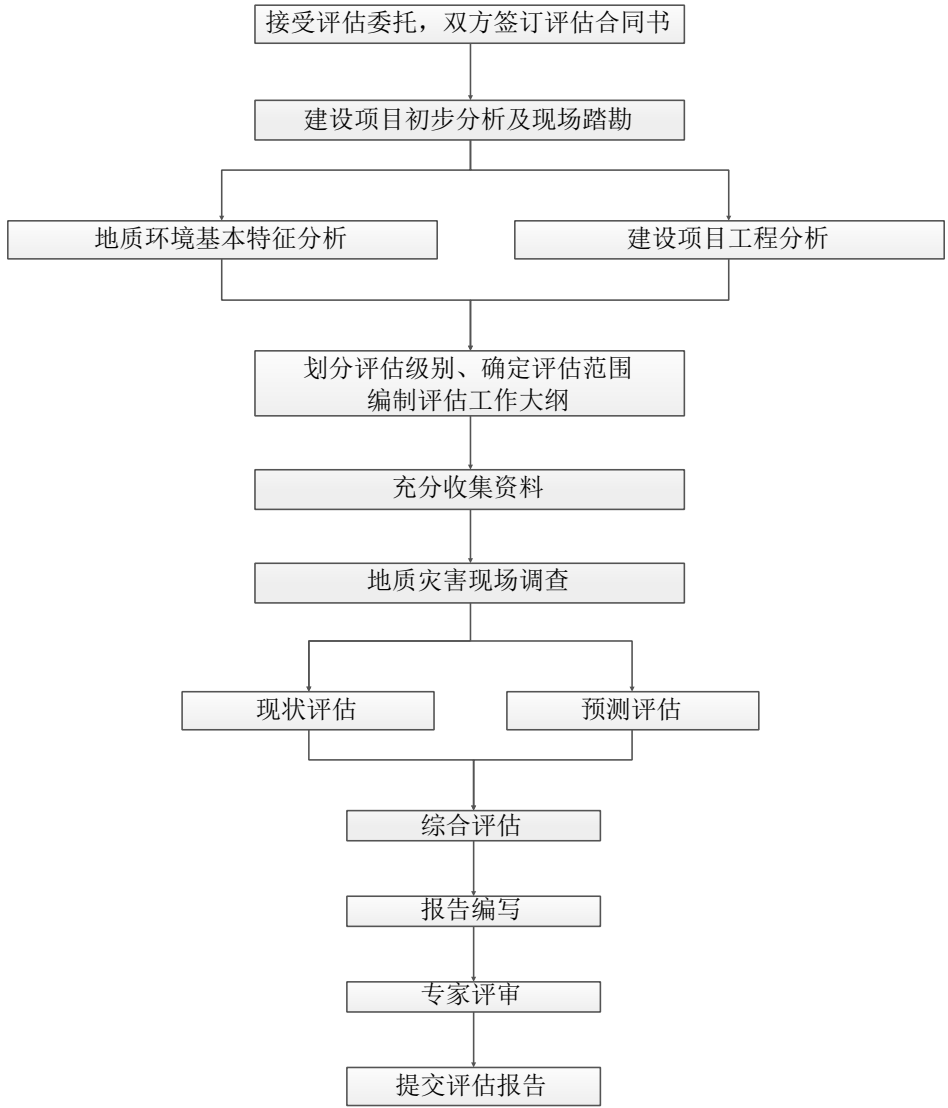 接受评估委托，双方签订评估合同书
建设项目初步分析及现场踏勘
地质环境基本特征分析
建设项目工程分析
划分评估级别、确定评估范围
编制评估工作大纲
充分收集资料
地质灾害现场调查
现状评估
预测评估
综合评估
报告编写
专家评审
提交评估报告